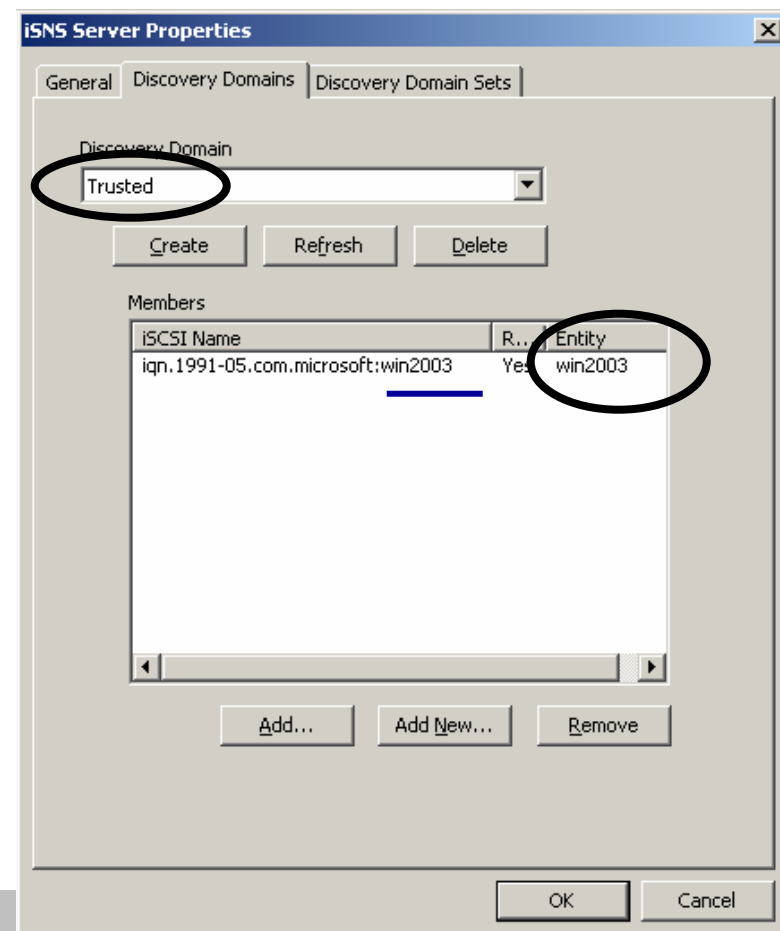 iSNS Server Properties
General Discovery Domains Discovery Domain Sets
Discovery Domain
Trusted
Create Refresh Delete
Members
iSCSI Name R... Entity
iqn.1991-05.com.microsoft:win2003 Yes win2003
Add... Add New... Remove
OK Cancel